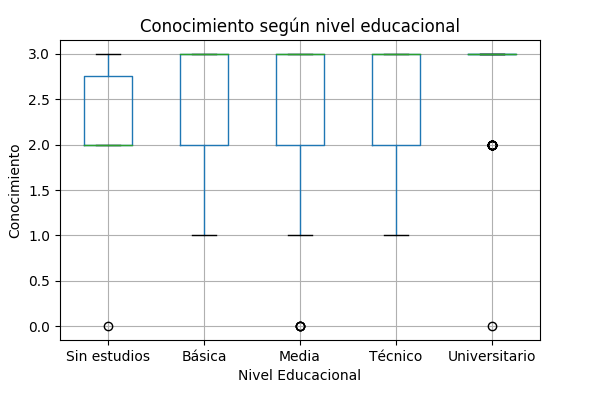 Conocimiento según nivel educacional
3.0
2.5
2.0
1.5
1.0
0.5
0.0
Conocimiento
Sin estudios Básica Media Técnico Universitario
Nivel Educacional